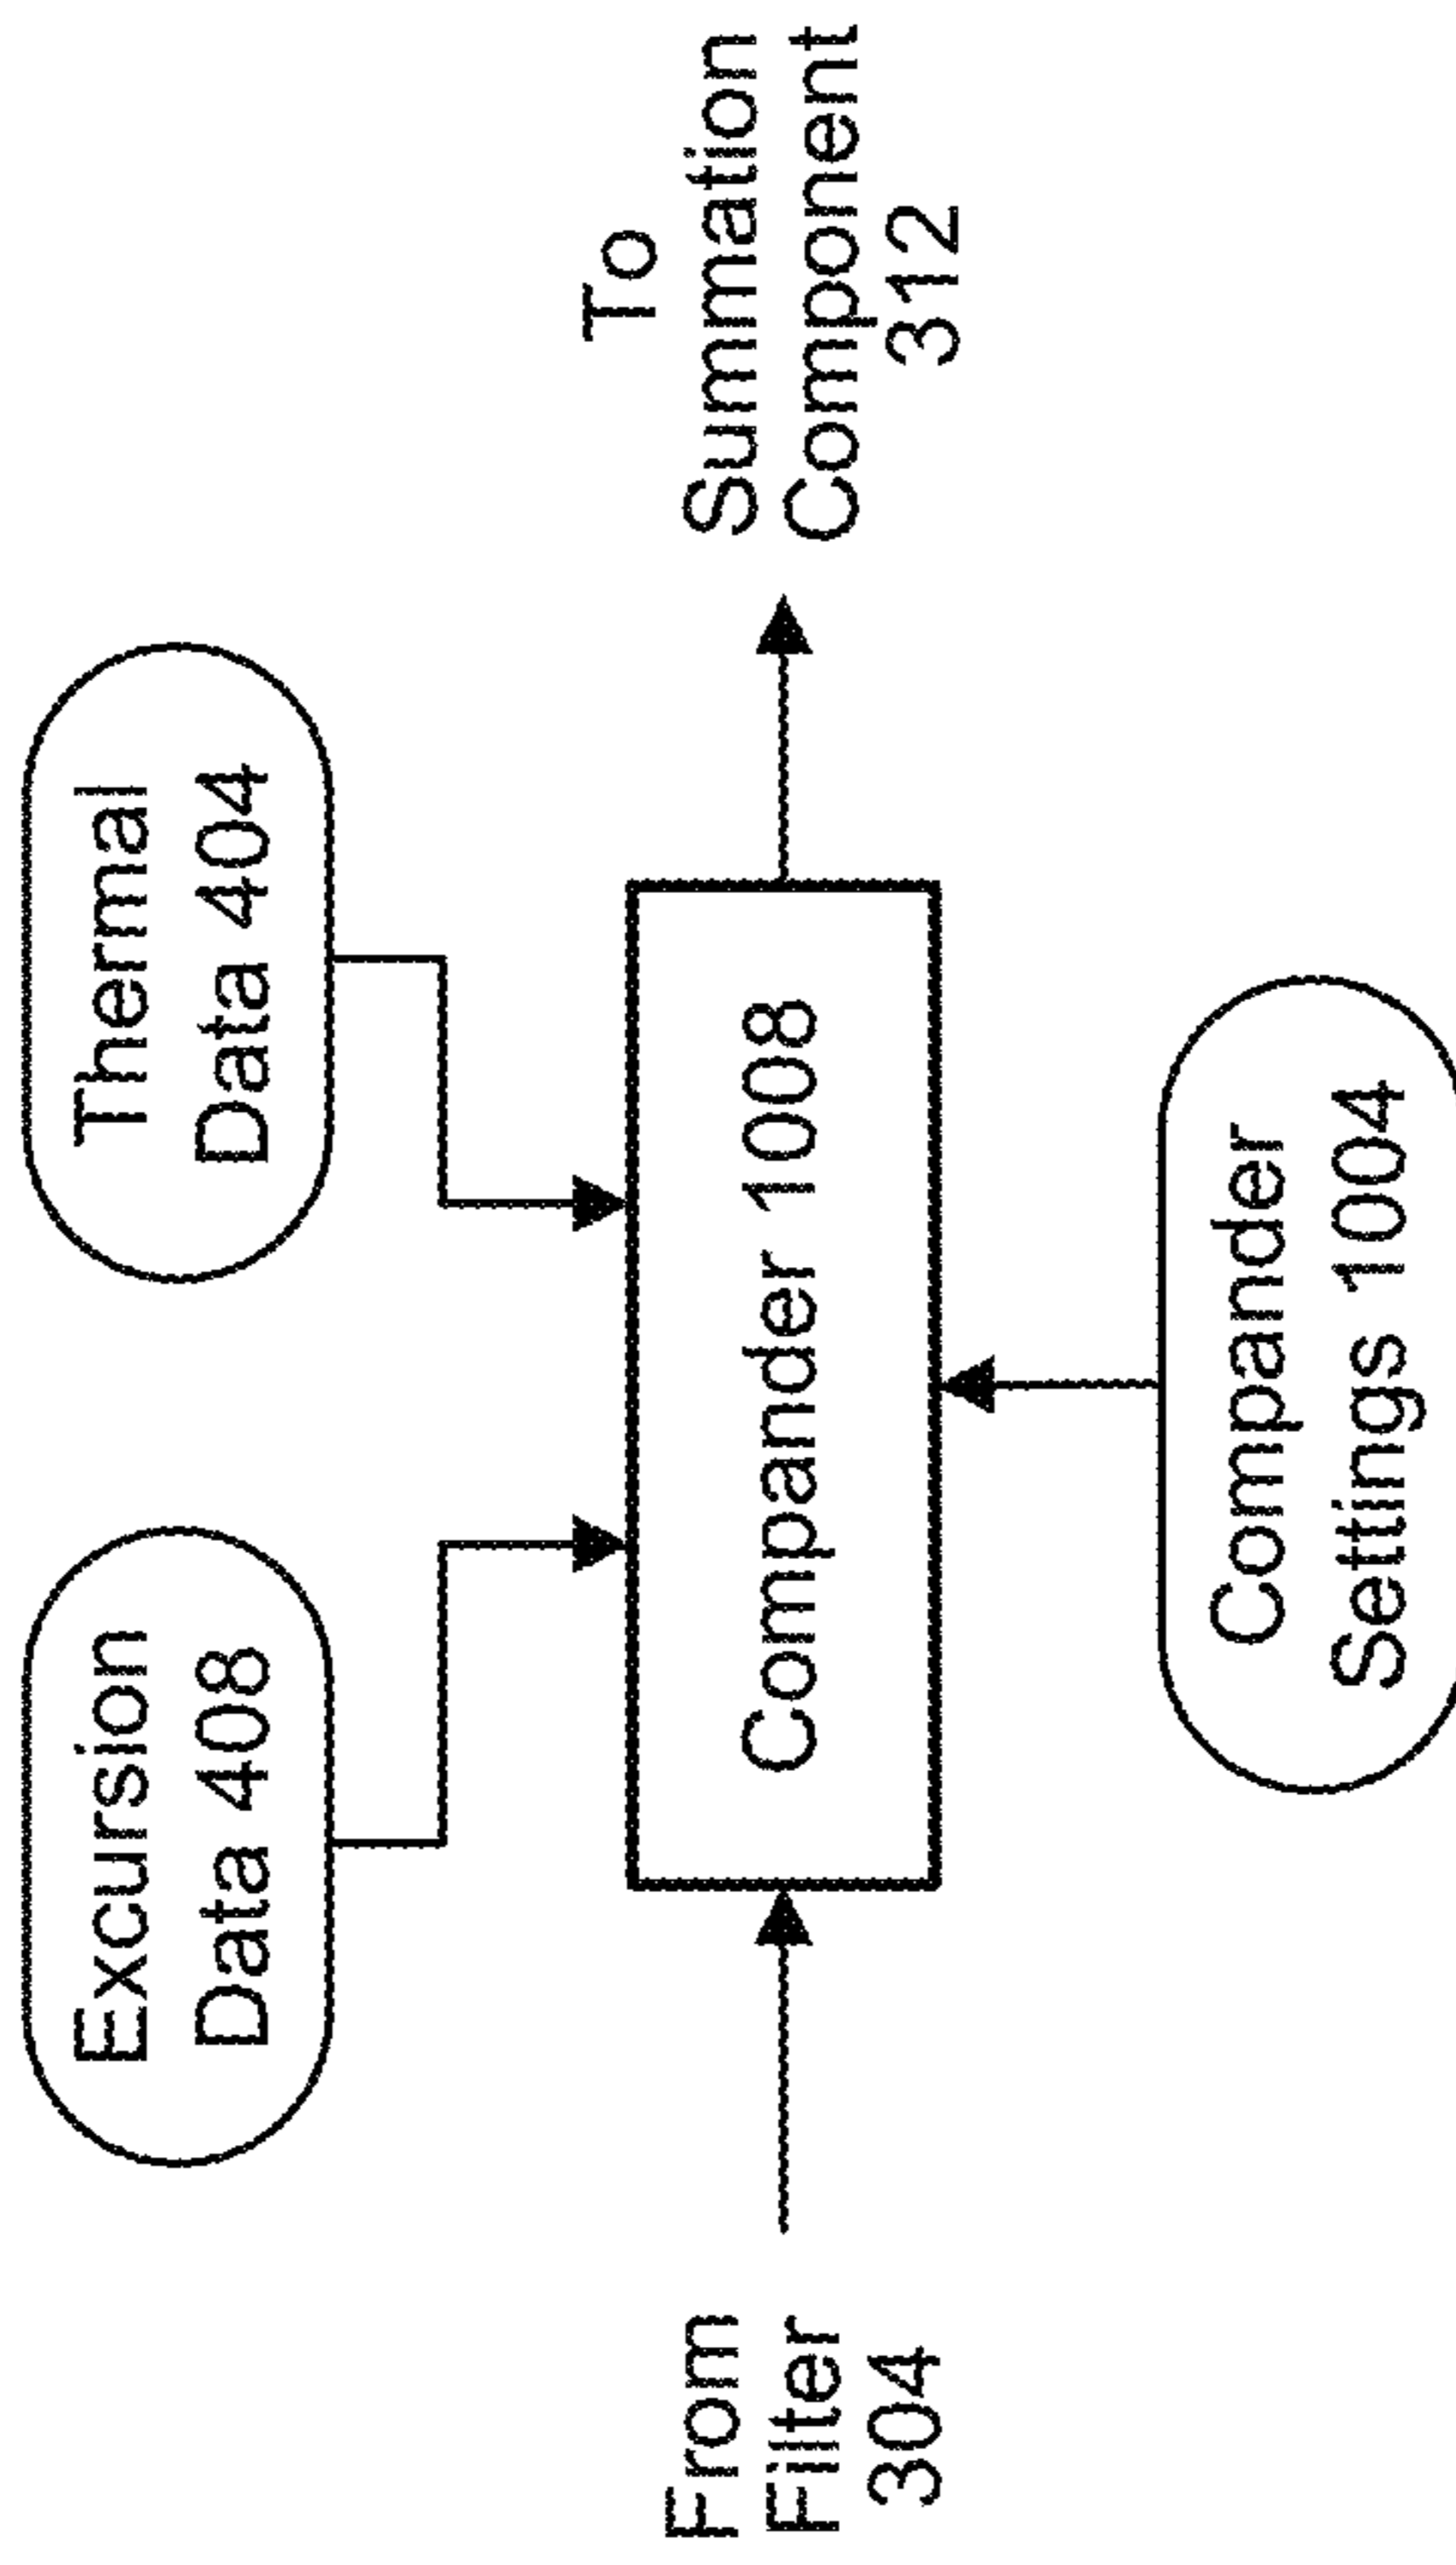 Excursion
Data 408
Thermal
Data 404
From
Filter
304
Compander 1008
To
Summation
Component
312
Compander
Settings 1004